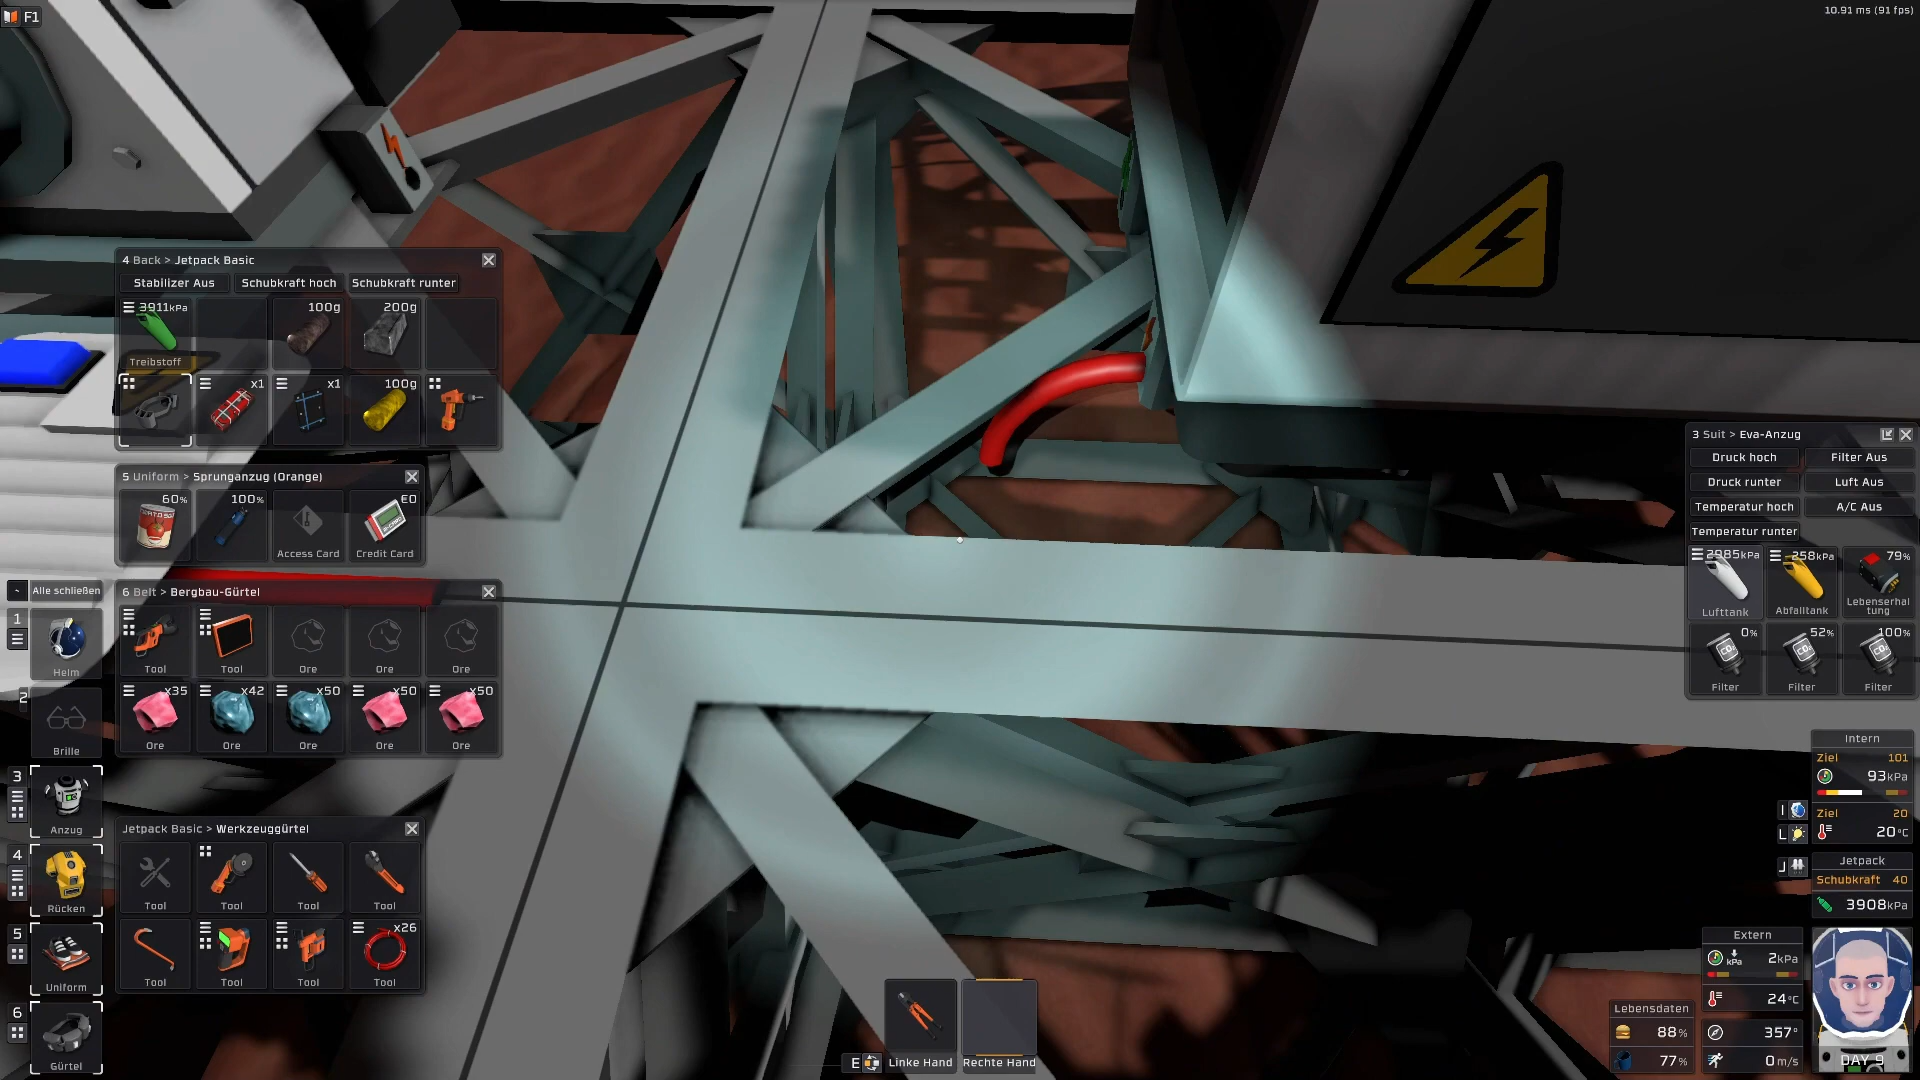 F1
10.91 ms (91 fps)
4 Back > Jetpack Basic
Stabilizer Aus
Schubkraft hoch
Schubkraft runter
3911kPa
100g
200g
Treibstoff
x1
x1
100g
5 Uniform > Sprunganzug (Orange)
60%
100%
€0
Access Card
Credit Card
~ Alle schließen
6 Belt > Bergbau-Gürtel
Tool
Tool
Ore
Ore
Ore
x35
x42
x50
x50
x50
Ore
Ore
Ore
Ore
Ore
Jetpack Basic > Werkzeuggürtel
Tool
Tool
Tool
Tool
x26
Tool
Tool
Tool
Tool
1
Helm
2
Brille
3
Anzug
4
Rücken
5
Uniform
6
Gürtel
E
Linke Hand
Rechte Hand
3 Suit > Eva-Anzug
Druck hoch
Filter Aus
Druck runter
Luft Aus
Temperatur hoch
A/C Aus
Temperatur runter
2985kPa
258kPa
79%
Lufttank
Abfalltank
Lebenserhal
tung
0%
52%
100%
Filter
Filter
Filter
Intern
Ziel 101
93kPa
Ziel 20
20°C
I
L
J
Jetpack
Schubkraft 40
3908kPa
Extern
kPa
2kPa
24°C
357°
0m/s
Lebensdaten
88%
77%
DAY 9